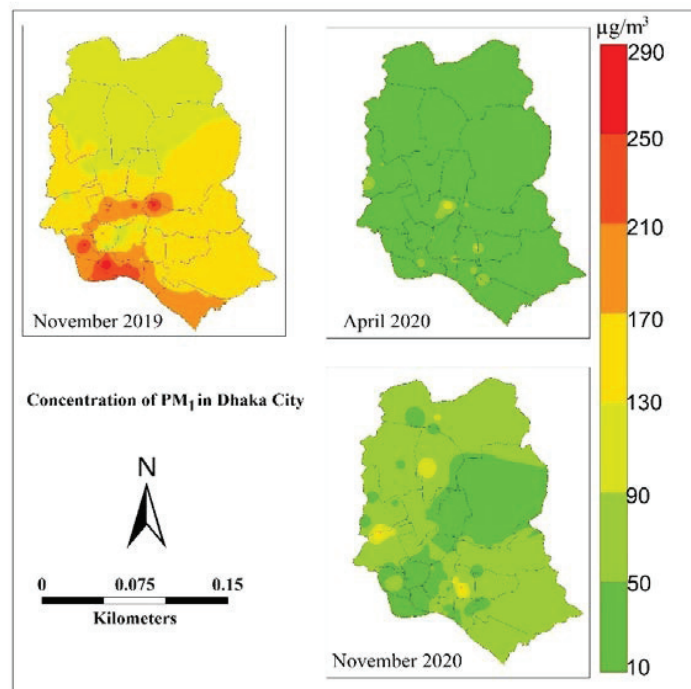 µg/m³
290
250
210
170
130
90
50
10
November 2019
April 2020
Concentration of PM₁ in Dhaka City
N
0 0.075 0.15
Kilometers
November 2020